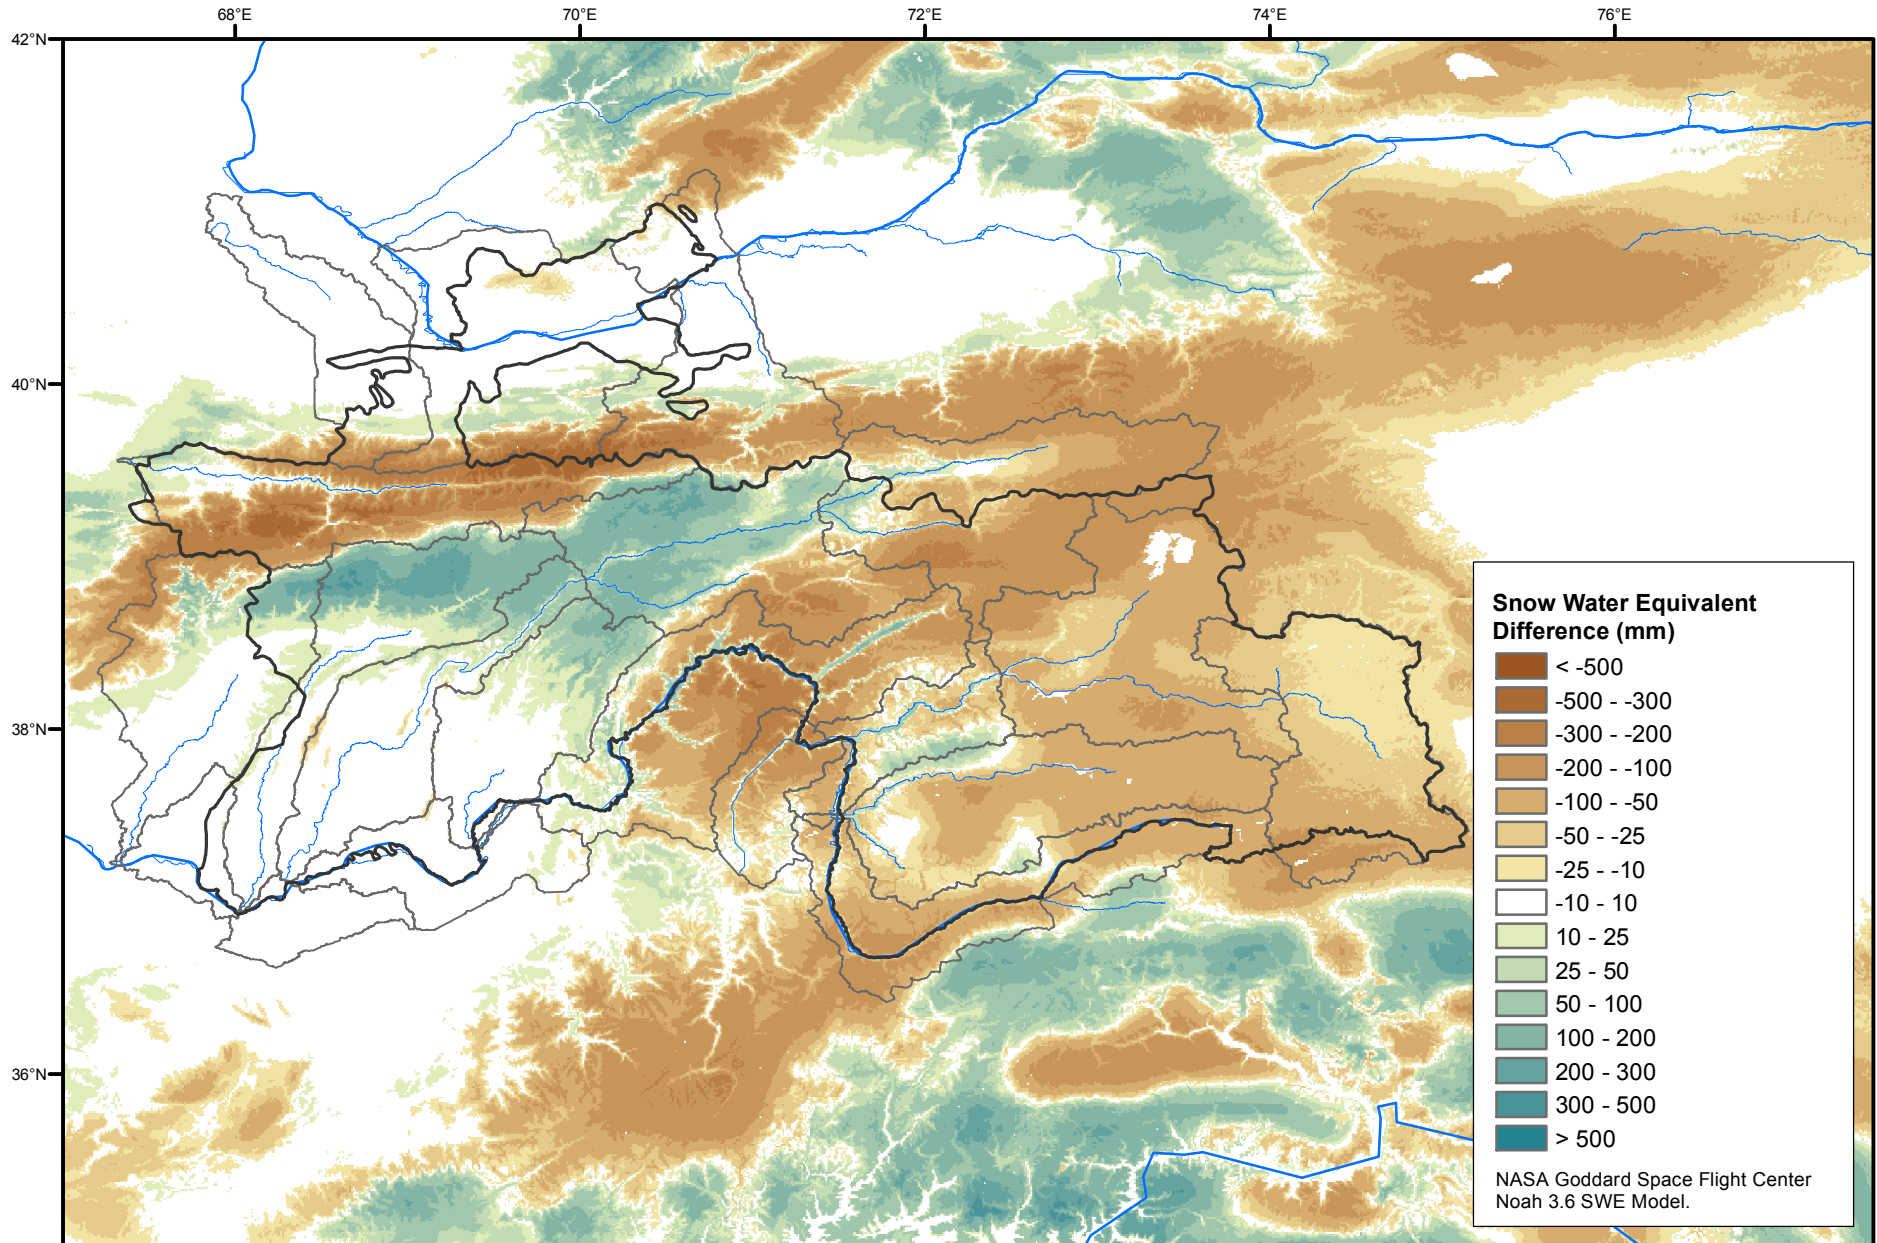 68°E 70°E 72°E 74°E 76°E
42°N
40°N
38°N
36°N
Snow Water Equivalent
Difference (mm)
< -500
-500 - -300
-300 - -200
-200 - -100
-100 - -50
-50 - -25
-25 - -10
-10 - 10
10 - 25
25 - 50
50 - 100
100 - 200
200 - 300
300 - 500
> 500
NASA Goddard Space Flight Center
Noah 3.6 SWE Model.